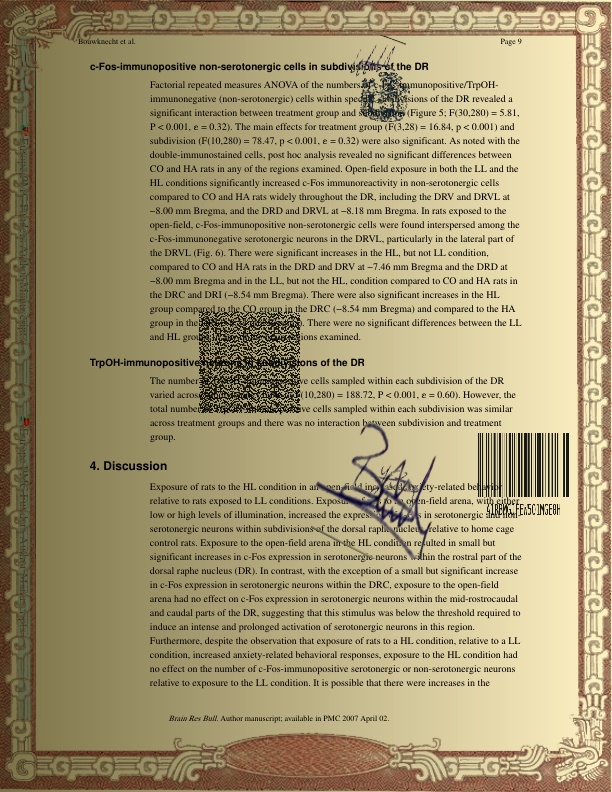 Bouwknecht et al.
Page 9
c-Fos-immunopositive non-serotonergic cells in subdivisions of the DR
Factorial repeated measures ANOVA of the numbers immunopositive/TrpOH-
immunonegative (non-serotonergic) cells within subdivisions of the DR revealed a
significant interaction between treatment group and (Figure 5; F(30,280) = 5.81,
P < 0.001, e = 0.32). The main effects for treatment group (F(3,28) = 16.84, p < 0.001) and
subdivision (F(10,280) = 78.47, p < 0.001, e = 0.32) were also significant. As noted with the
double-immunostained cells, post hoc analysis revealed no significant differences between
CO and HA rats in any of the regions examined. Open-field exposure in both the LL and the
HL conditions significantly increased c-Fos immunoreactivity in non-serotonergic cells
compared to CO and HA rats widely throughout the DR, including the DRV and DRVL at
−8.00 mm Bregma, and the DRD and DRVL at −8.18 mm Bregma. In rats exposed to the
open-field, c-Fos-immunopositive non-serotonergic cells were found interspersed among the
c-Fos-immunonegative serotonergic neurons in the DRVL, particularly in the lateral part of
the DRVL (Fig. 6). There were significant increases in the HL, but not LL condition,
compared to CO and HA rats in the DRD and DRV at −7.46 mm Bregma and the DRD at
−8.00 mm Bregma and in the LL, but not the HL, condition compared to CO and HA rats in
the DRC and DRI (−8.54 mm Bregma). There were also significant increases in the HL
group compared to the CO group in the DRC (−8.54 mm Bregma) and compared to the HA
group in the There were no significant differences between the LL
and HL regions examined.
TrpOH-immunopositive neurons in subdivisions of the DR
The number cells sampled within each subdivision of the DR
varied across (10,280) = 188.72, P < 0.001, e = 0.60). However, the
total number cells sampled within each subdivision was similar
across treatment groups and there was no interaction between subdivision and treatment
group.
4. Discussion
Exposure of rats to the HL condition in an open-field anxiety-related behavior
relative to rats exposed to LL conditions. Exposure to an open-field arena, with either
low or high levels of illumination, increased the in serotonergic and non-
serotonergic neurons within subdivisions of the dorsal raphe nucleus relative to home cage
control rats. Exposure to the open-field arena in the HL condition resulted in small but
significant increases in c-Fos expression in serotonergic neurons within the rostral part of the
dorsal raphe nucleus (DR). In contrast, with the exception of a small but significant increase
in c-Fos expression in serotonergic neurons within the DRC, exposure to the open-field
arena had no effect on c-Fos expression in serotonergic neurons within the mid-rostrocaudal
and caudal parts of the DR, suggesting that this stimulus was below the threshold required to
induce an intense and prolonged activation of serotonergic neurons in this region.
Furthermore, despite the observation that exposure of rats to a HL condition, relative to a LL
condition, increased anxiety-related behavioral responses, exposure to the HL condition had
no effect on the number of c-Fos-immunopositive serotonergic or non-serotonergic neurons
relative to exposure to the LL condition. It is possible that there were increases in the
Brain Res Bull. Author manuscript; available in PMC 2007 April 02.